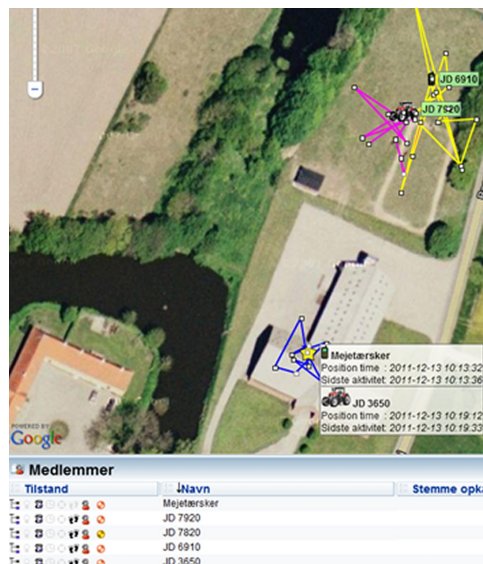 JD 6910
JD 7820
Mejetærsker
Position time : 2011-12-13 10:13:32
Sidste aktivitet: 2011-12-13 10:13:36
JD 3650
Position time : 2011-12-13 10:19:12
Sidste aktivitet: 2011-12-13 10:19:33
POWERED BY
Google
Medlemmer
Tilstand ↓Navn Stemme opk
Mejetærsker
JD 7920
JD 7820
JD 6910
JD 3650